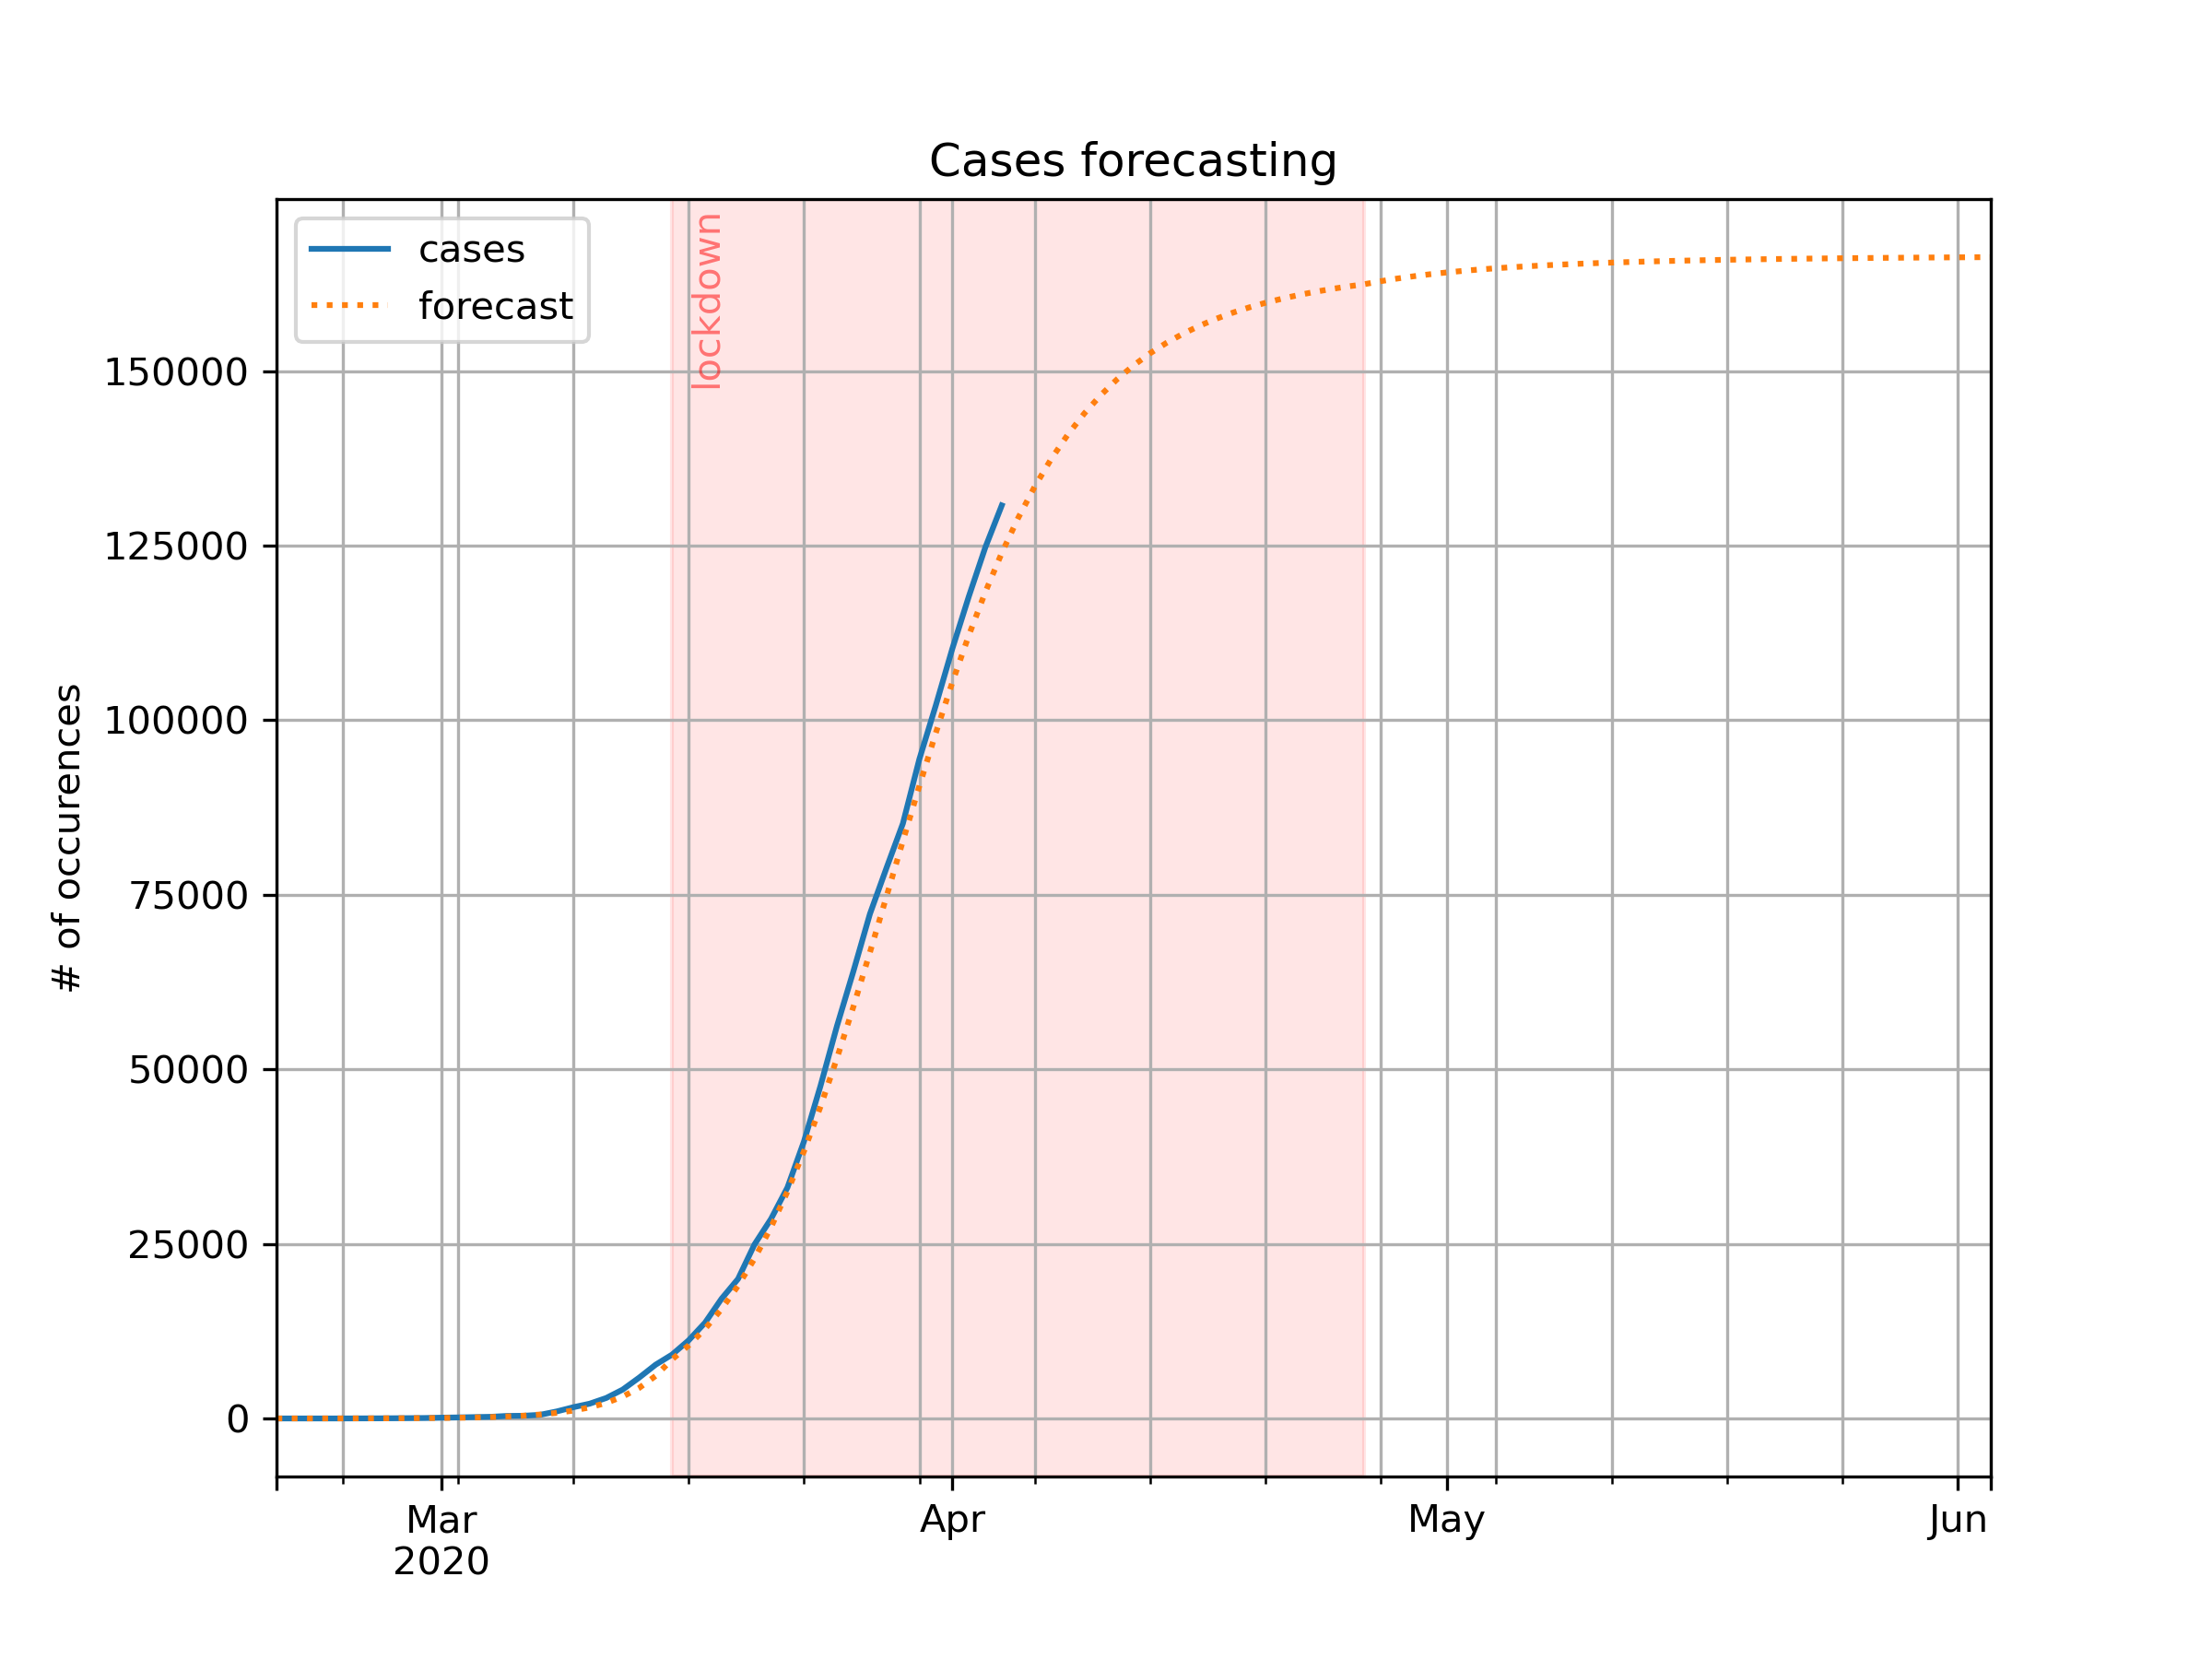 Cases forecasting
cases
forecast
lockdown
# of occurences
150000
125000
100000
75000
50000
25000
0
Mar
2020
Apr
May
Jun